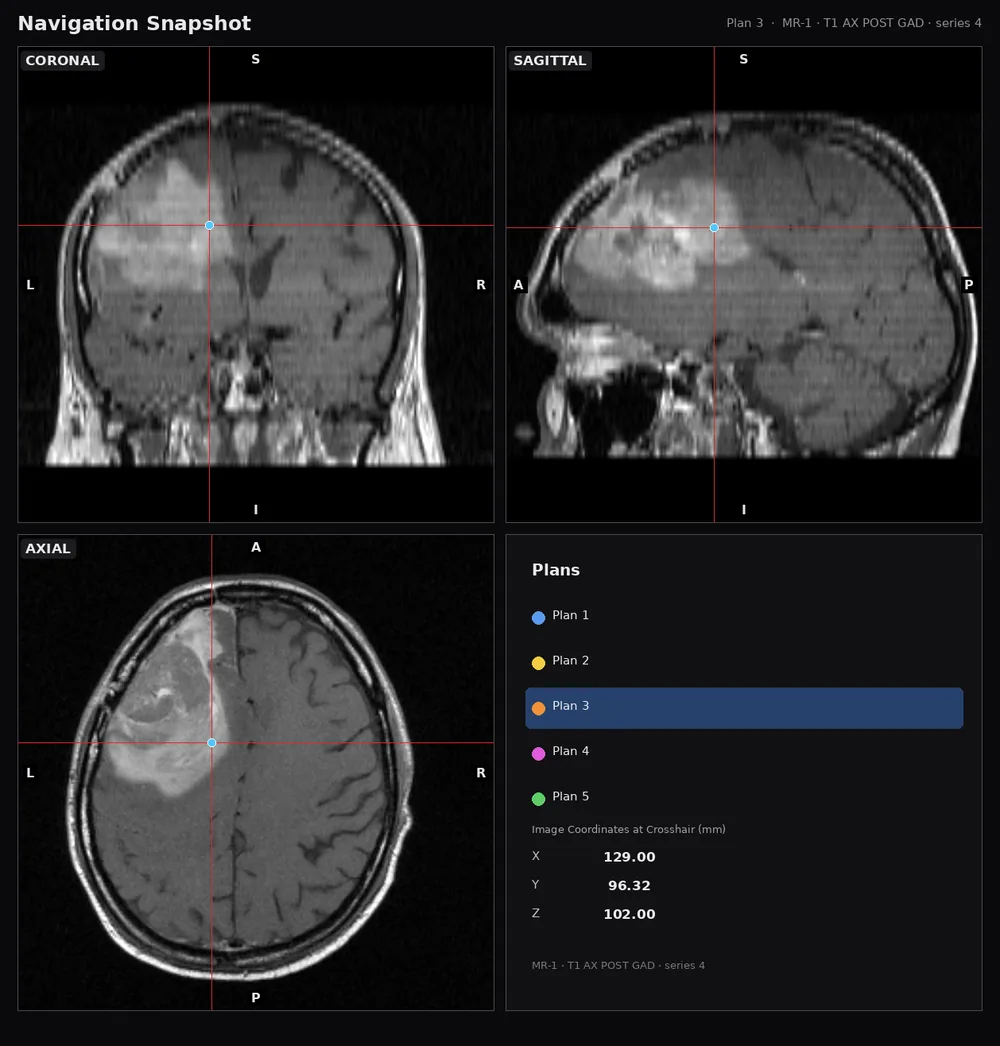 Navigation Snapshot
Plan 3 · MR-1 · T1 AX POST GAD · series 4
CORONAL
S
L
R
I
SAGITTAL
S
A
P
I
AXIAL
A
L
R
P
Plans
Plan 1
Plan 2
Plan 3
Plan 4
Plan 5
Image Coordinates at Crosshair (mm)
X 129.00
Y 96.32
Z 102.00
MR-1 · T1 AX POST GAD · series 4